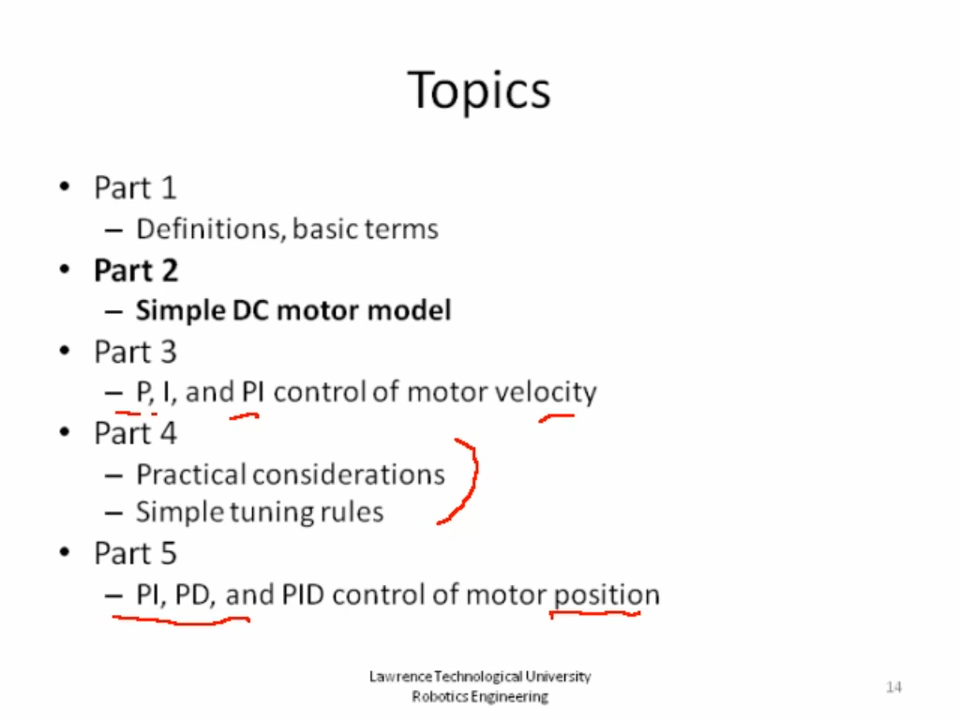 Topics
• Part 1
– Definitions, basic terms
• Part 2
– Simple DC motor model
• Part 3
– P, I, and PI control of motor velocity
• Part 4
– Practical considerations
– Simple tuning rules
• Part 5
– PI, PD, and PID control of motor position
Lawrence Technological University
Robotics Engineering
14